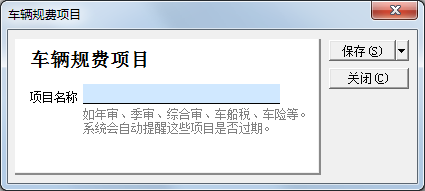 车辆规费项目
车辆规费项目
保存(S)
关闭(C)
项目名称
如年审、季审、综合审、车船税、车险等。
系统会自动提醒这些项目是否过期。